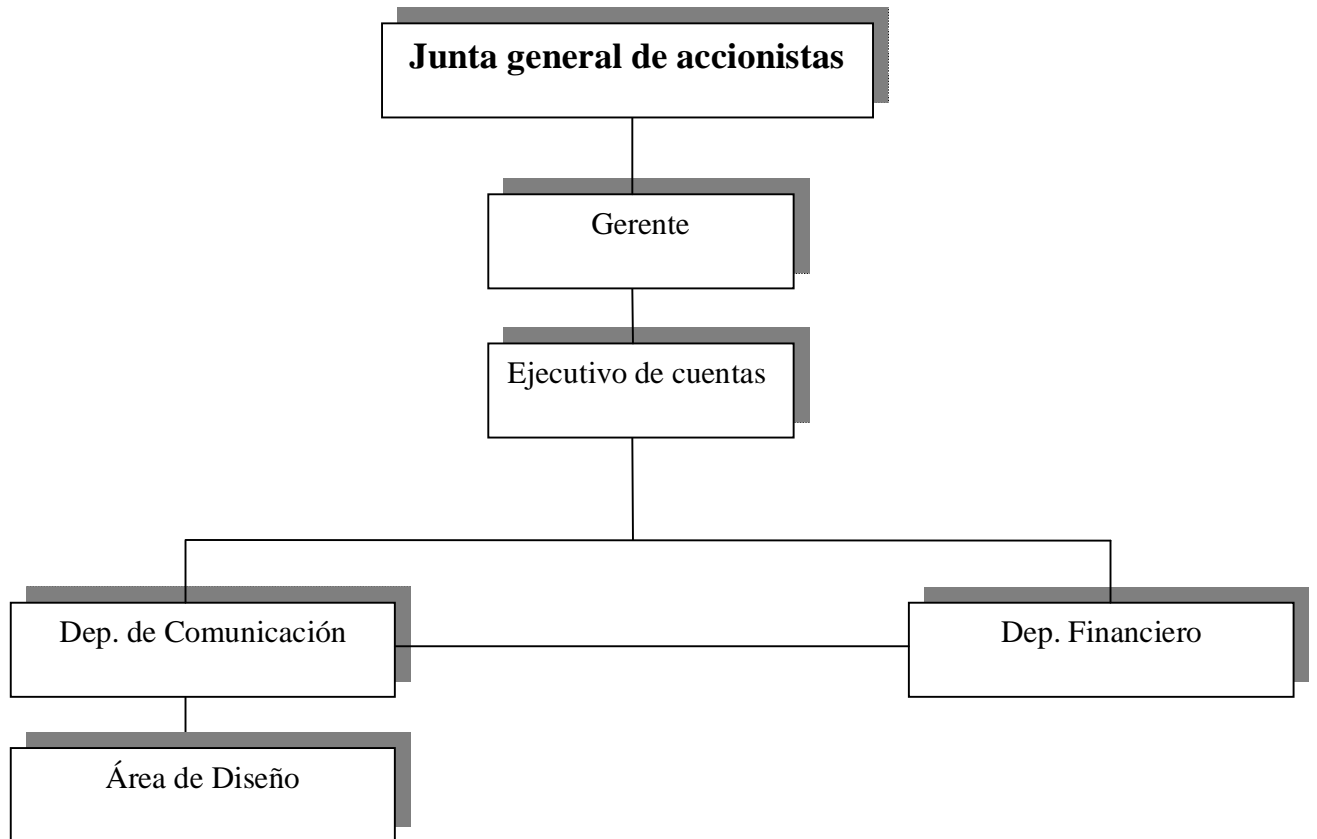 Junta general de accionistas
Gerente
Ejecutivo de cuentas
Dep. de Comunicación
Dep. Financiero
Área de Diseño